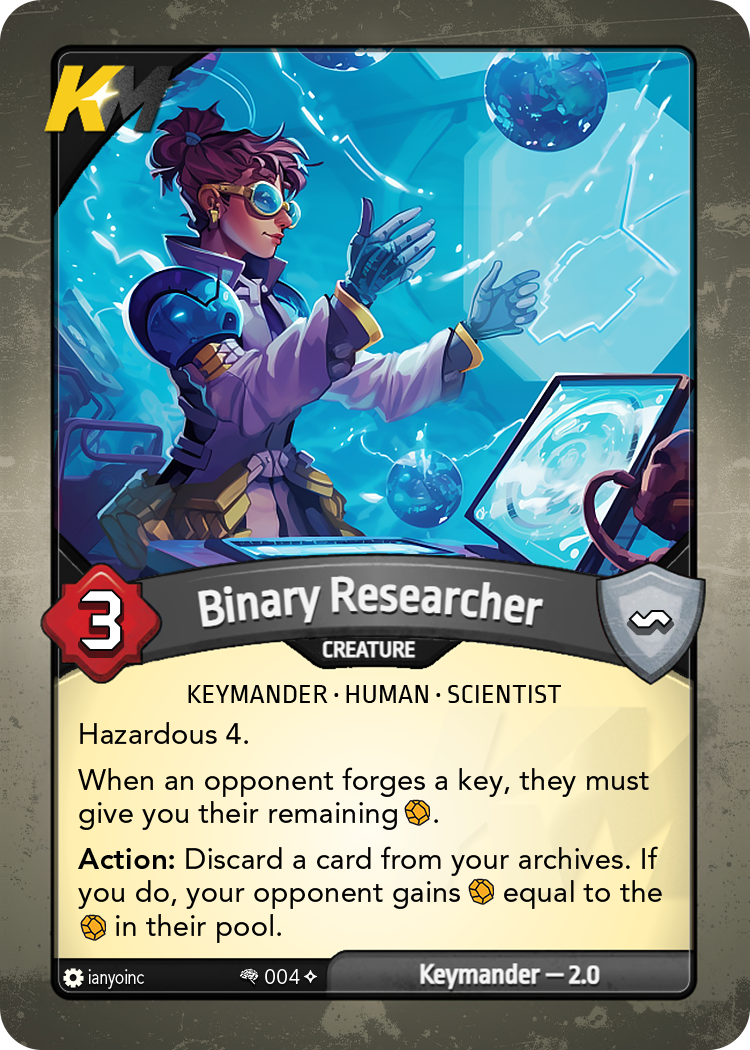 KM
3
Binary Researcher
CREATURE
KEYMANDER • HUMAN • SCIENTIST
Hazardous 4.
When an opponent forges a key, they must
give you their remaining .
Action: Discard a card from your archives. If
you do, your opponent gains equal to the
in their pool.
ianyoinc
004
Keymander — 2.0